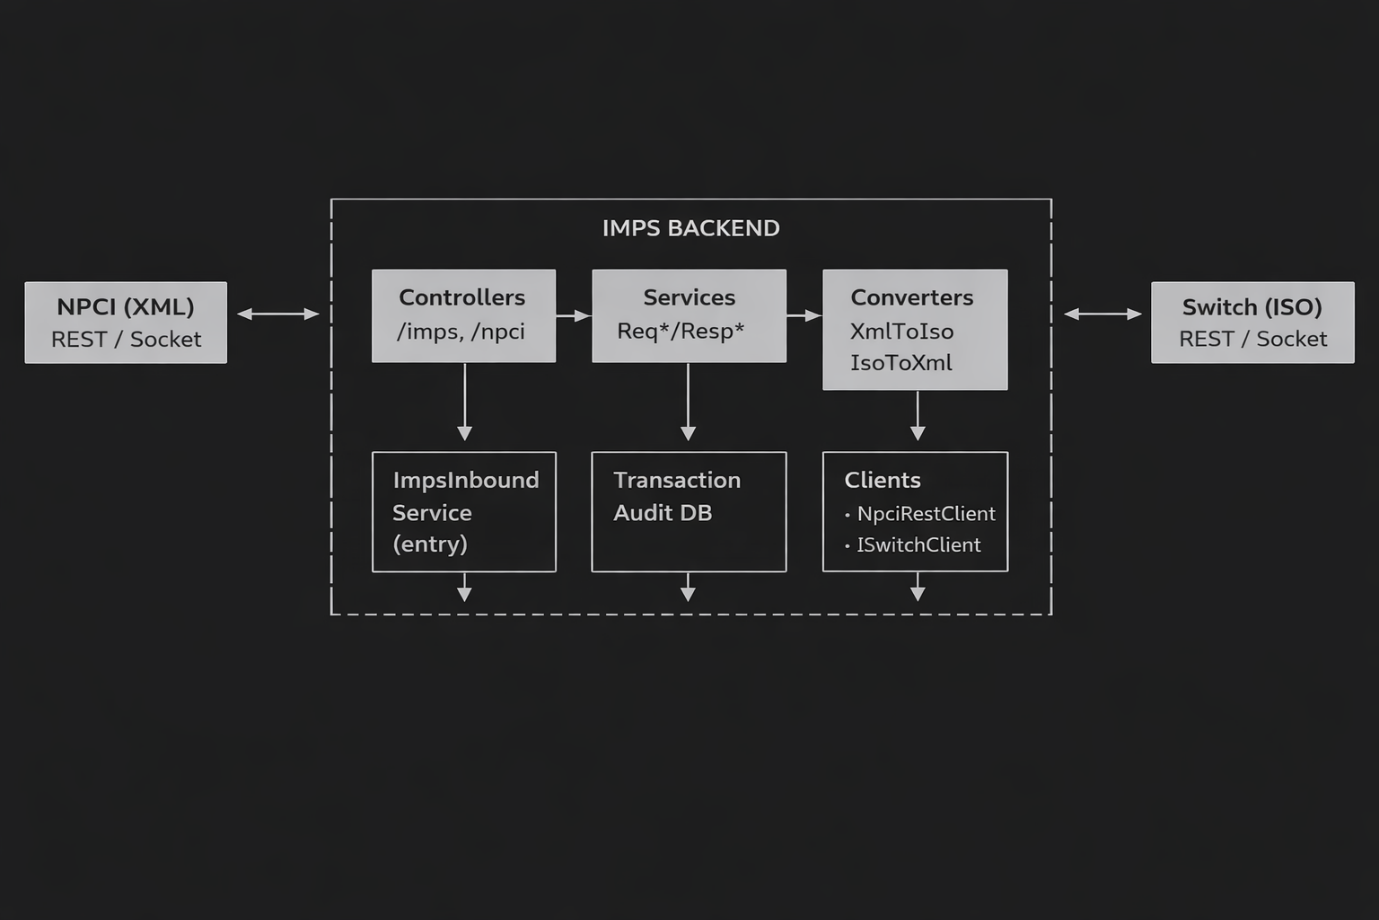 IMPS BACKEND
NPCI (XML)
REST / Socket
Controllers
/imps, /npci
Services
Req*/Resp*
Converters
XmlToIso
IsoToXml
Switch (ISO)
REST / Socket
ImpsInbound
Service
(entry)
Transaction
Audit DB
Clients
• NpciRestClient
• ISwitchClient